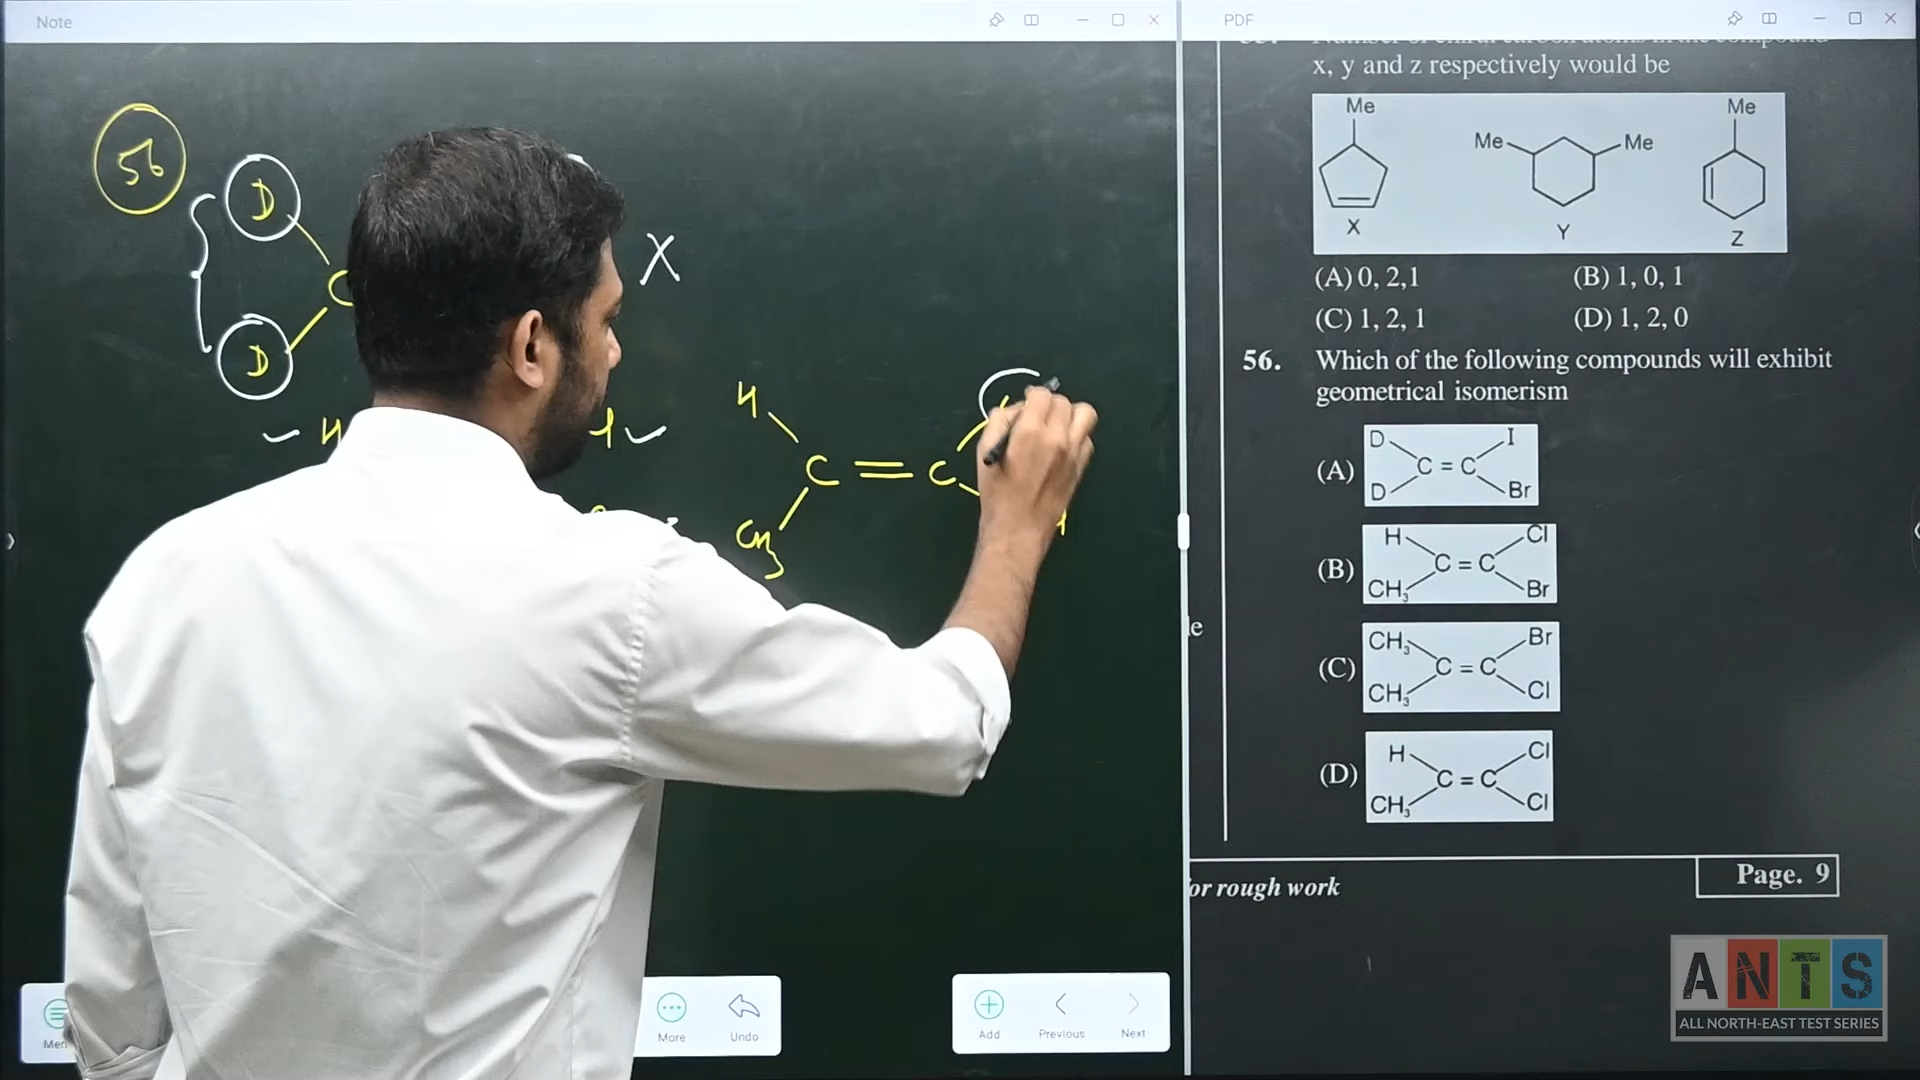 Note
56
D
D
C
X
H
H
C = C
CH3
More
Undo
Add
Previous
Next
PDF
x, y and z respectively would be
Me
Me
Me
Me
X
Y
Z
(A) 0, 2,1
(B) 1, 0, 1
(C) 1, 2, 1
(D) 1, 2, 0
56. Which of the following compounds will exhibit
geometrical isomerism
(A)
D
I
C = C
D
Br
(B)
H
Cl
C = C
CH3
Br
(C)
CH3
Br
C = C
CH3
Cl
(D)
H
Cl
C = C
CH3
Cl
or rough work
Page. 9
ANTS
ALL NORTH-EAST TEST SERIES